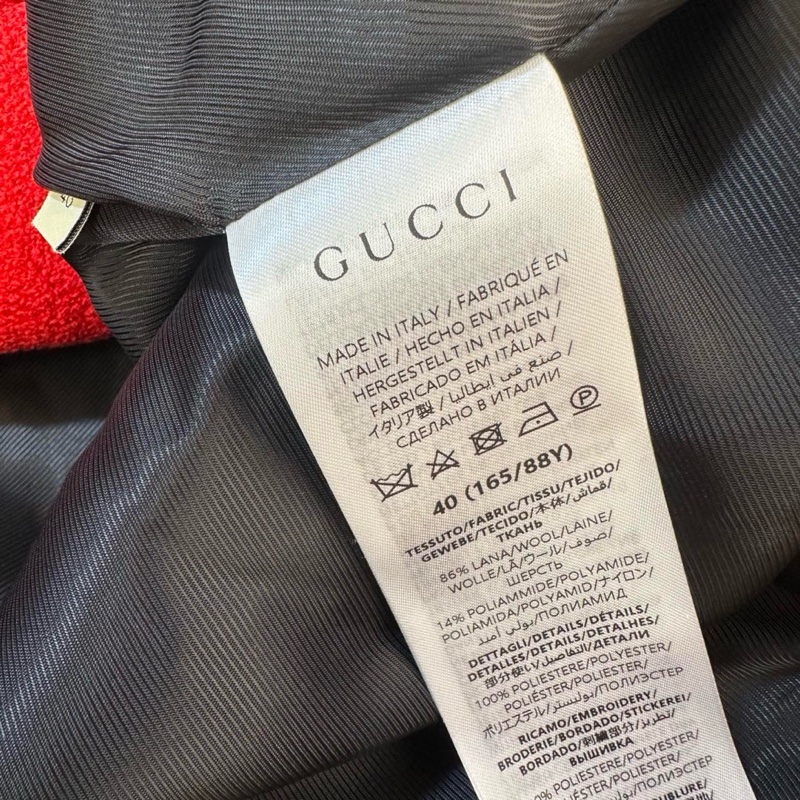 40
GUCCI
MADE IN ITALY / FABRIQUÉ EN
ITALIE / HECHO EN ITALIA /
HERGESTELLT IN ITALIEN /
FABRICADO EM ITÁLIA /
イタリア製 / صنع في ايطاليا /
СДЕЛАНО В ИТАЛИИ
P
40 (165/88Y)
TESSUTO/FABRIC/TISSU/TEJIDO/
GEWEBE/TECIDO/本体/قماش/
ТКАНЬ
86% LANA/WOOL/LAINE/
WOLLE/LÃ/ウール/صوف/
ШЕРСТЬ
14% POLIAMMIDE/POLYAMIDE/
POLIAMIDA/POLYAMID/ナイロン/
بولي أميد/ПОЛИАМИД
DETTAGLI/DETAILS/DÉTAILS/
DETALLES/DETAILS/DETALHES/
部分使い/التفاصيل/ДЕТАЛИ
100% POLIESTERE/POLYESTER/
POLIÉSTER/POLYESTER/
ポリエステル/بوليستر/ПОЛИЭСТЕР
RICAMO/EMBROIDERY/
BRODERIE/BORDADO/STICKEREI/
BORDADO/刺繍部分/تطريز/
ВЫШИВКА
POLIESTERE/POLYESTER/
POLYESTER/
ПОЛИЭСТЕР